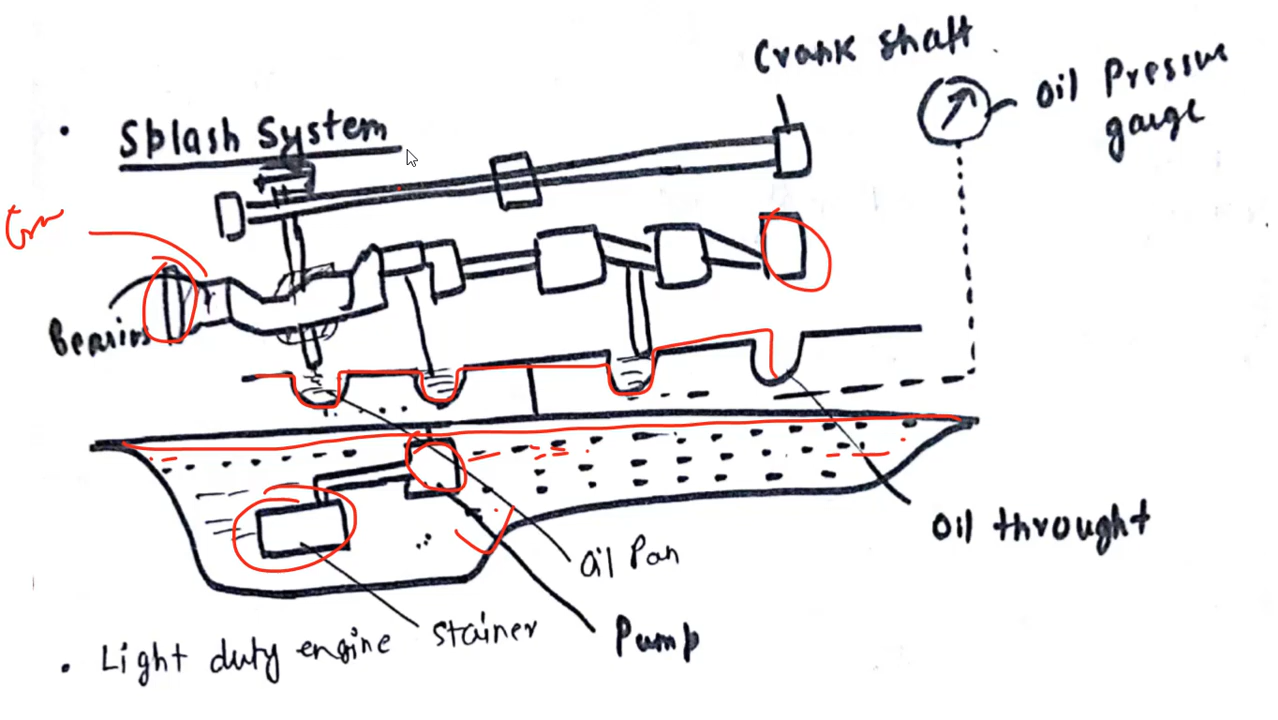 Crank shaft
Oil Pressure
gauge
• Splash System
Bearing
Oil throught
Oil Pan
Stainer
Pump
• Light duty engine